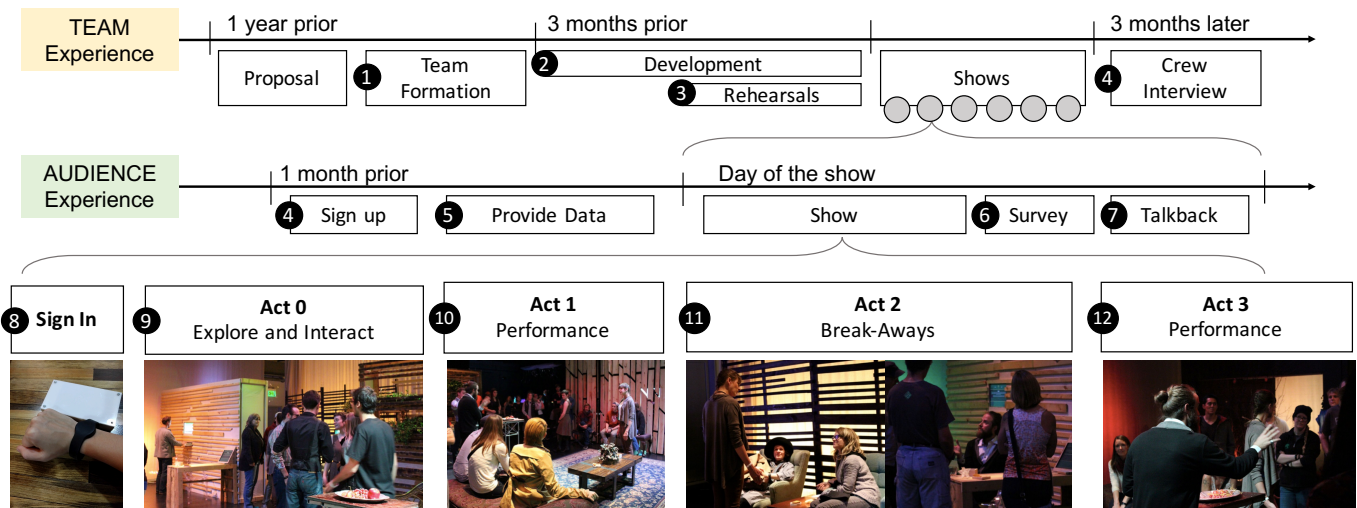 TEAM
Experience
1 year prior
3 months prior
3 months later
Proposal
1
Team
Formation
2
Development
3
Rehearsals
Shows
4
Crew
Interview
AUDIENCE
Experience
1 month prior
Day of the show
4
Sign up
5
Provide Data
Show
6
Survey
7
Talkback
8
Sign In
9
Act 0
Explore and Interact
10
Act 1
Performance
11
Act 2
Break-Aways
12
Act 3
Performance